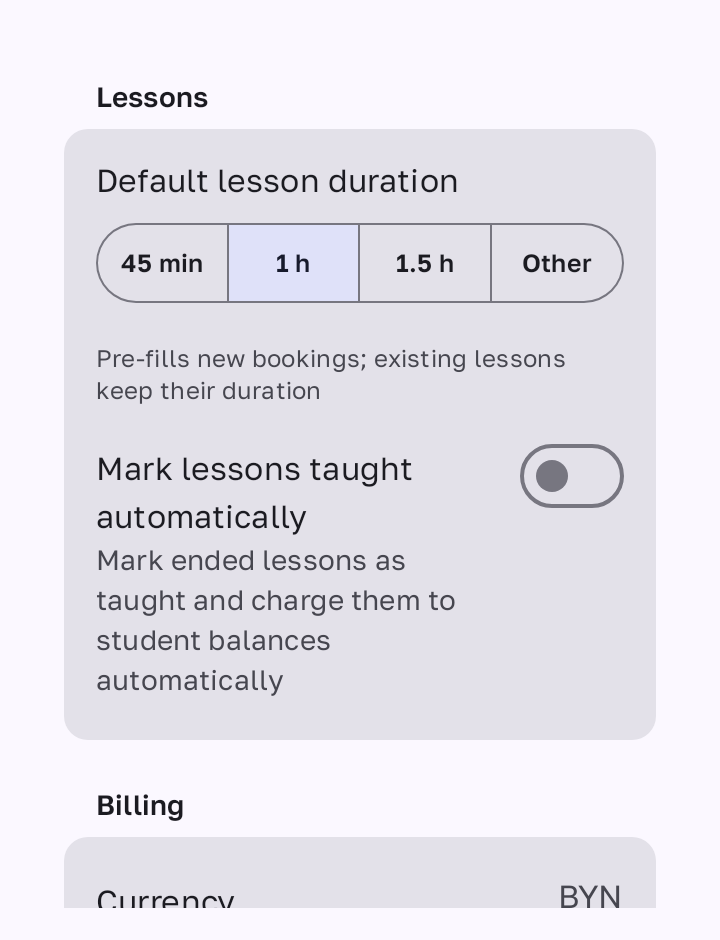 Lessons
Default lesson duration
45 min 1 h 1.5 h Other
Pre-fills new bookings; existing lessons
keep their duration
Mark lessons taught
automatically
Mark ended lessons as
taught and charge them to
student balances
automatically
Billing
Currency BYN